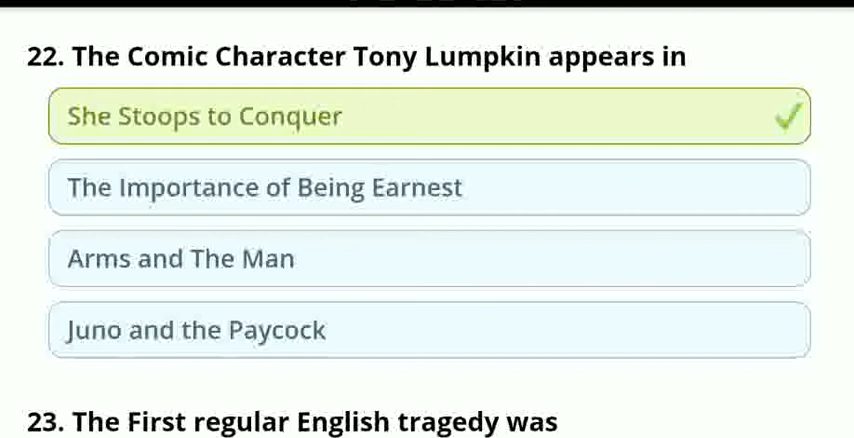 22. The Comic Character Tony Lumpkin appears in
She Stoops to Conquer
The Importance of Being Earnest
Arms and The Man
Juno and the Paycock
23. The First regular English tragedy was